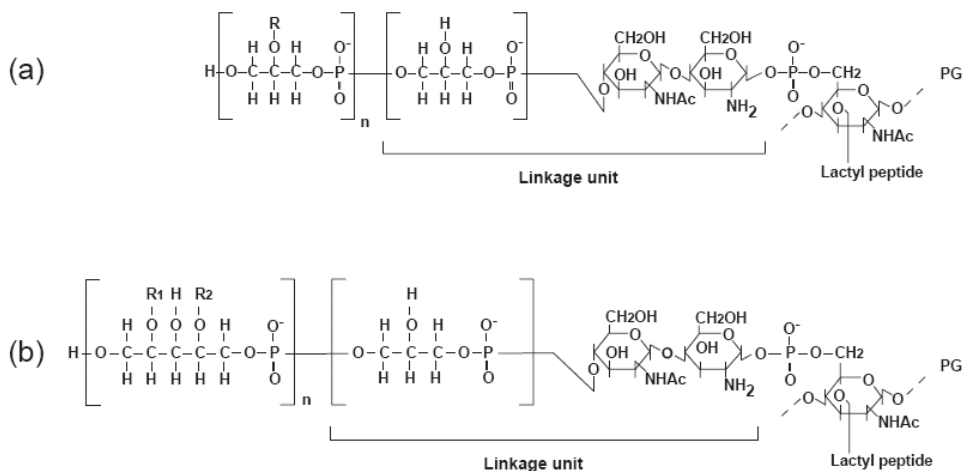 R H
H O H O- H O H O- CH2OH CH2OH O-
O O
(a) H-O-C-C-C-O-P O-C-C-C-O-P OH O OH O-P-O-CH2 PG
H H H O H H H O O NHAc NH2 O O
n O O O
NHAc
Linkage unit Lactyl peptide
R1 H R2 H
H O O O H O- H O H O- CH2OH CH2OH O-
O O
(b) H-O-C-C-C-C-C-O-P O-C-C-C-O-P OH O OH O-P-O-CH2 PG
H H H H H O H H H O O NHAc NH2 O O
n O O O
NHAc
Linkage unit Lactyl peptide